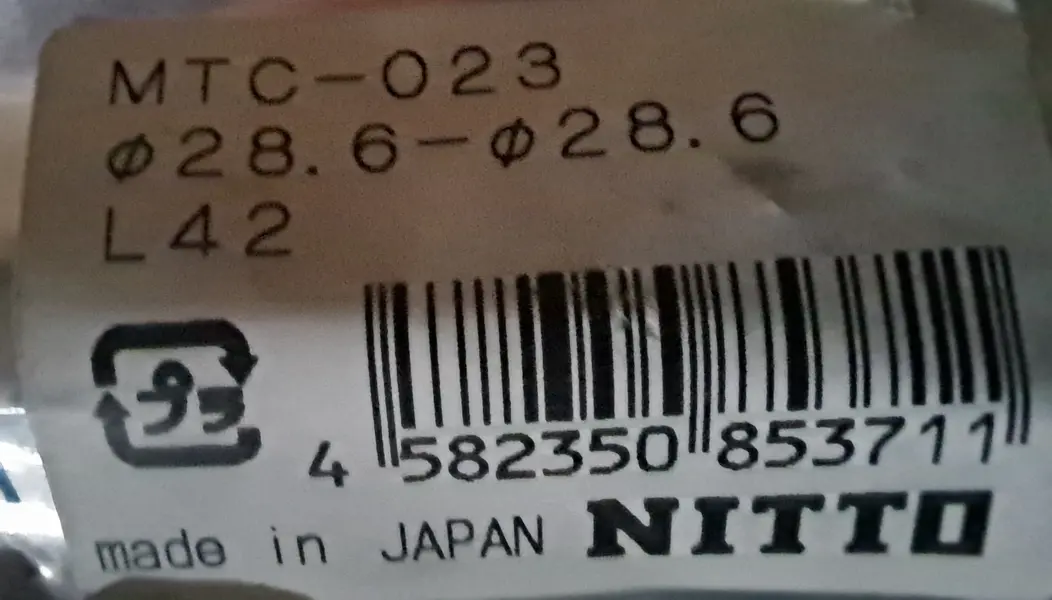 MTC-023
φ28.6-φ28.6
L42
プラ
4 582350 853711
made in JAPAN NITTO